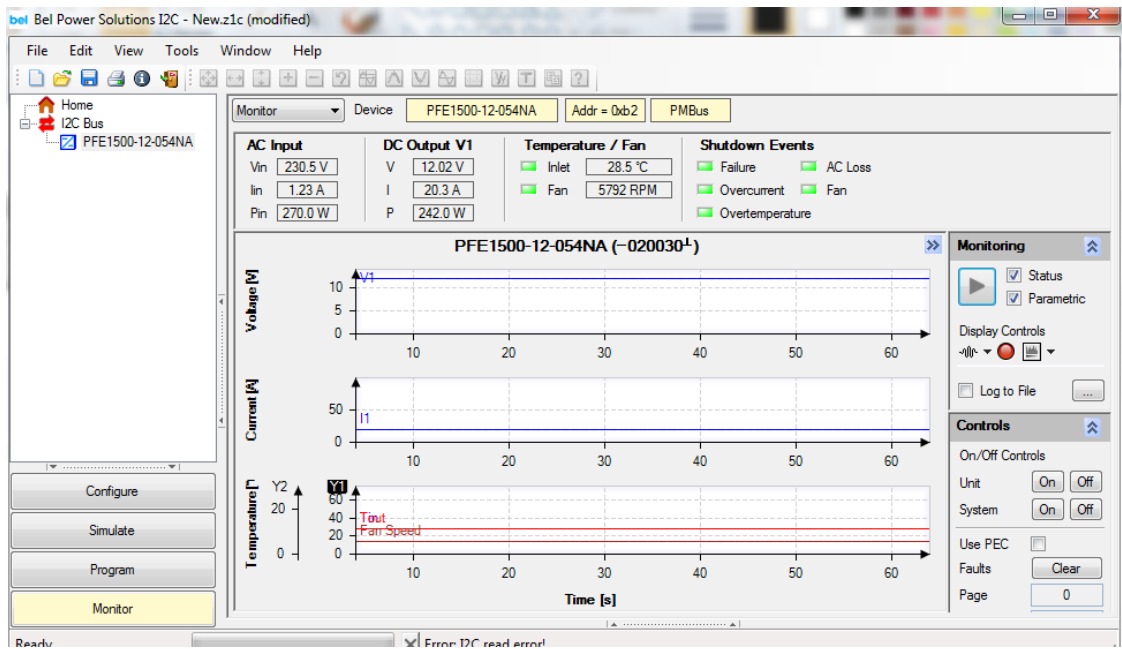 bel Bel Power Solutions I2C - New.z1c (modified)
File Edit View Tools Window Help
Home
I2C Bus
PFE1500-12-054NA
Monitor Device PFE1500-12-054NA Addr = 0xb2 PMBus
AC Input DC Output V1 Temperature / Fan Shutdown Events
Vin 230.5 V V 12.02 V Inlet 28.5 °C Failure AC Loss
Iin 1.23 A I 20.3 A Fan 5792 RPM Overcurrent Fan
Pin 270.0 W P 242.0 W Overtemperature
PFE1500-12-054NA (−020030┴)
Voltage [V]
10
5
0
V1
10 20 30 40 50 60
Current [A]
50
0
I1
10 20 30 40 50 60
Temperature [
Y2 Y1
20
0
60
40
20
0
Fan Speed
10 20 30 40 50 60
Time [s]
Monitoring
Status
Parametric
Display Controls
Log to File ...
Controls
On/Off Controls
Unit On Off
System On Off
Use PEC
Faults Clear
Page 0
Configure
Simulate
Program
Monitor
Ready Error: I2C read error!